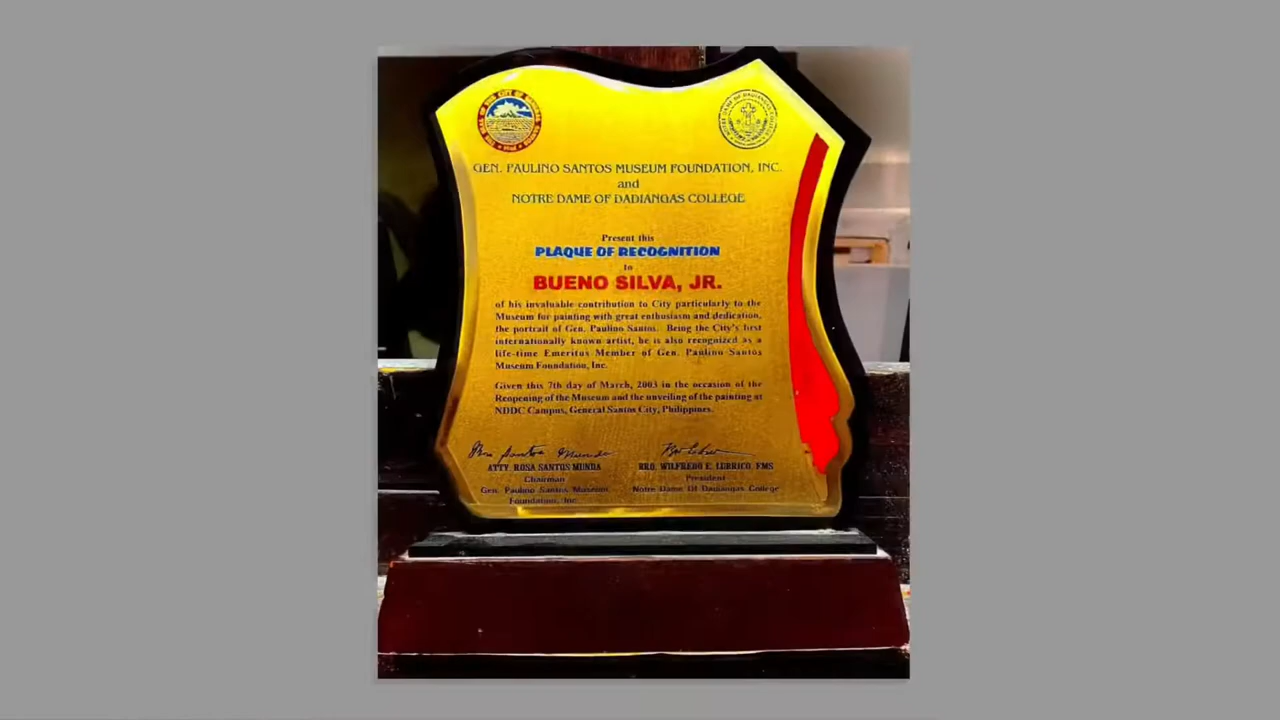 GEN. PAULINO SANTOS MUSEUM FOUNDATION, INC.
and
NOTRE DAME OF DADIANGAS COLLEGE
Present this
PLAQUE OF RECOGNITION
to
BUENO SILVA, JR.
of his invaluable contribution to City particularly to the
Museum for painting with great enthusiasm and dedication,
the portrait of Gen. Paulino Santos. Being the City's first
internationally known artist, he is also recognized as a
life-time Emeritus Member of Gen. Paulino Santos
Museum Foundation, Inc.
Given this 7th day of March, 2003 in the occasion of the
Reopening of the Museum and the unveiling of the painting at
NDDC Campus, General Santos City, Philippines.
ATTY. ROSA SANTOS MUNDA
Chairman
Gen. Paulino Santos Museum
Foundation, Inc.
BRO. WILFREDO E. LUBRICO, FMS
President
Notre Dame Of Dadiangas College